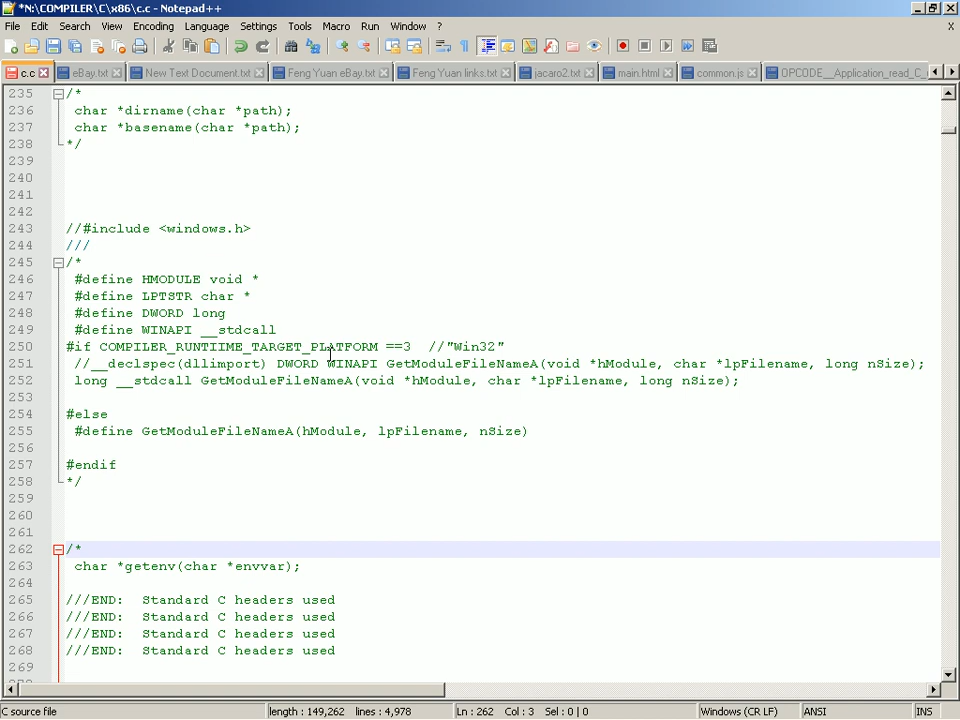 *N:\COMPILER\C\x86\c.c - Notepad++
File Edit Search View Encoding Language Settings Tools Macro Run Window ? X
c.c eBay.txt New Text Document.txt Feng Yuan eBay.txt Feng Yuan links.txt jacaro2.txt main.html common.js OPCODE__Application_read_C_
235 /*
236 char *dirname(char *path);
237 char *basename(char *path);
238 */
239
240
241
242
243 //#include <windows.h>
244 ///
245 /*
246 #define HMODULE void *
247 #define LPTSTR char *
248 #define DWORD long
249 #define WINAPI __stdcall
250 #if COMPILER_RUNTIIME_TARGET_PLATFORM ==3 //"Win32"
251 //__declspec(dllimport) DWORD WINAPI GetModuleFileNameA(void *hModule, char *lpFilename, long nSize);
252 long __stdcall GetModuleFileNameA(void *hModule, char *lpFilename, long nSize);
253
254 #else
255 #define GetModuleFileNameA(hModule, lpFilename, nSize)
256
257 #endif
258 */
259
260
261
262 /*
263 char *getenv(char *envvar);
264
265 ///END: Standard C headers used
266 ///END: Standard C headers used
267 ///END: Standard C headers used
268 ///END: Standard C headers used
269
C source file length : 149,262 lines : 4,978 Ln : 262 Col : 3 Sel : 0 | 0 Windows (CR LF) ANSI INS